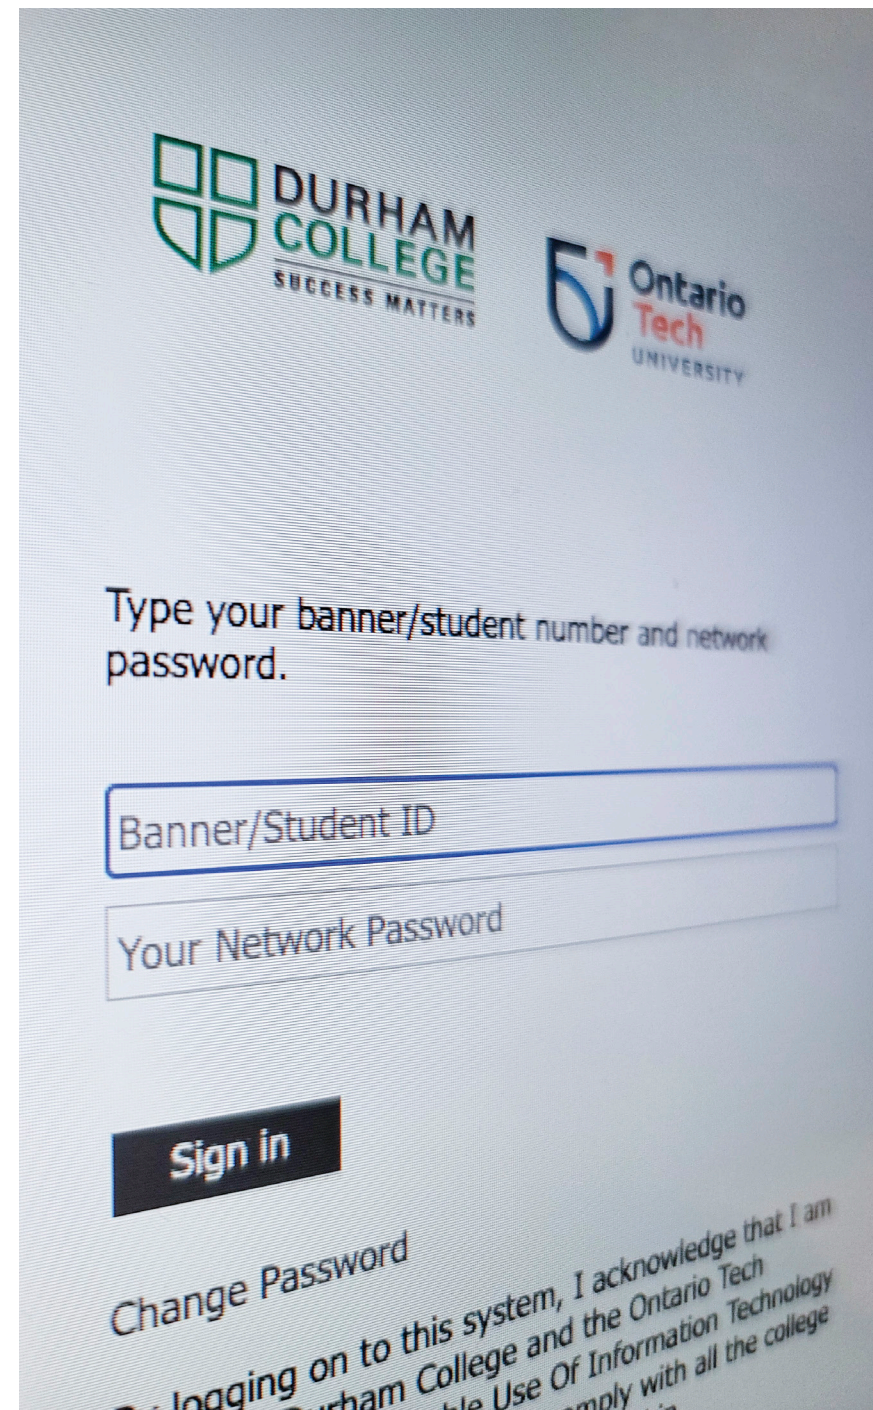 DURHAM
COLLEGE
SUCCESS MATTERS
Ontario
Tech
UNIVERSITY
Type your banner/student number and network
password.
Banner/Student ID
Your Network Password
Sign in
Change Password
logging on to this system, I acknowledge that I am
College and the Ontario Tech
Use Of Information Technology
with all the college